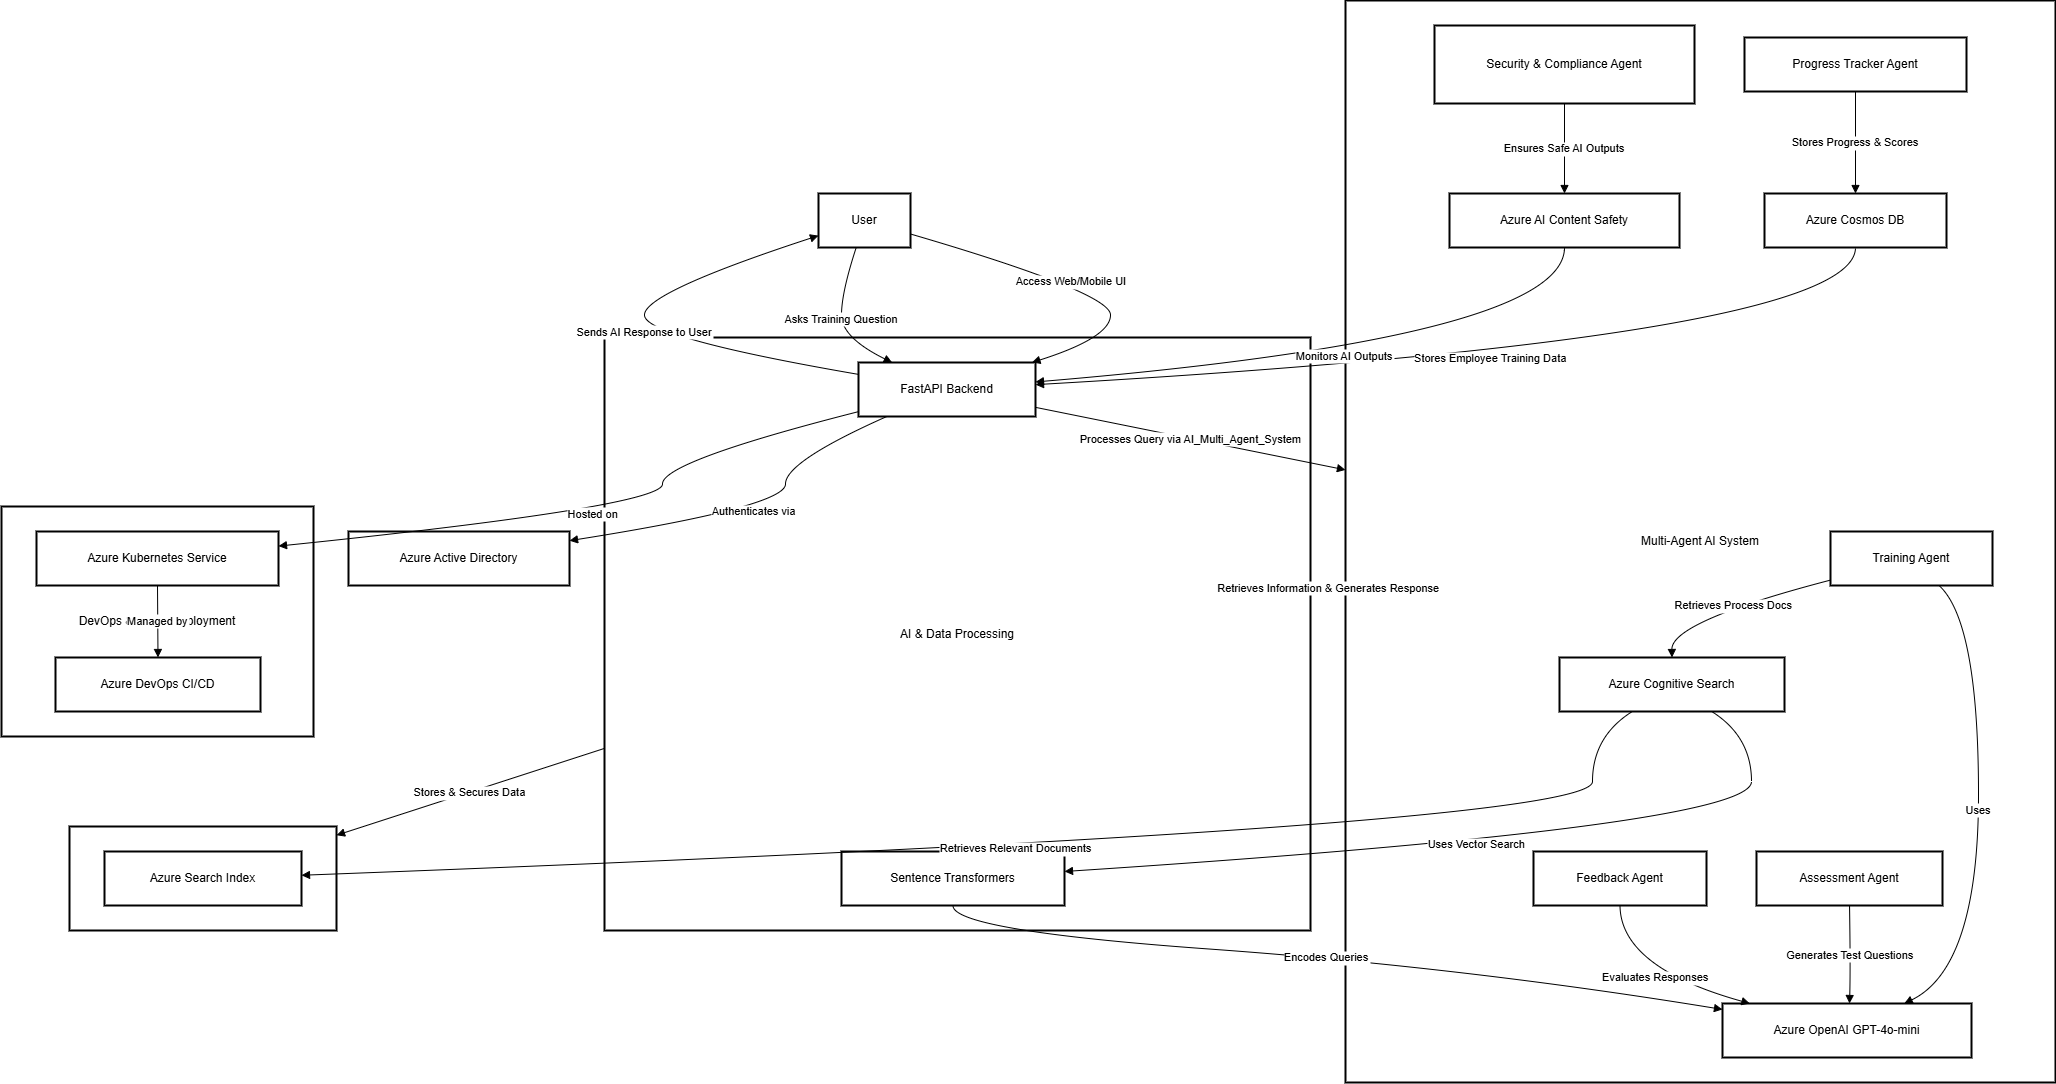 Security & Compliance Agent
Progress Tracker Agent
Stores Progress & Scores
Ensures Safe AI Outputs
User
Azure AI Content Safety
Azure Cosmos DB
Access Web/Mobile UI
Asks Training Question
Sends AI Response to User
Monitors AI Outputs
Stores Employee Training Data
FastAPI Backend
Processes Query via AI_Multi_Agent_System
Hosted on
Authenticates via
Multi-Agent AI System
Azure Kubernetes Service
Azure Active Directory
Training Agent
Retrieves Information & Generates Response
Retrieves Process Docs
DevOps
Managed by
loyment
AI & Data Processing
Azure DevOps CI/CD
Azure Cognitive Search
Stores & Secures Data
Uses
Uses Vector Search
Retrieves Relevant Documents
Azure Search Index
Sentence Transformers
Feedback Agent
Assessment Agent
Encodes Queries
Generates Test Questions
Evaluates Responses
Azure OpenAI GPT-4o-mini